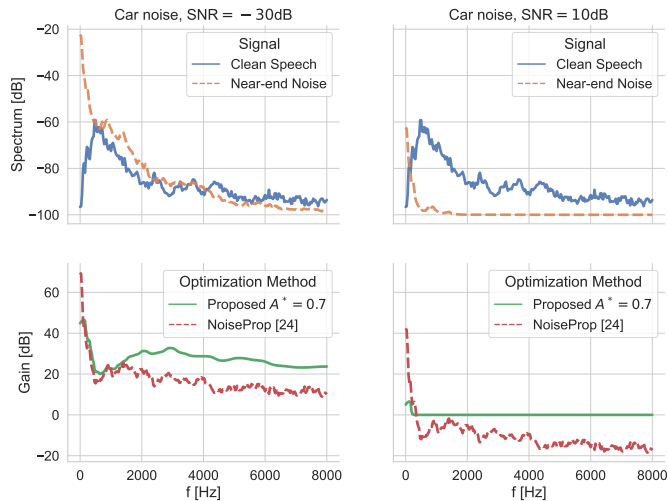 Car noise, SNR = − 30dB
Car noise, SNR = 10dB
Signal
Clean Speech
Near-end Noise
Signal
Clean Speech
Near-end Noise
Spectrum [dB]
−20
−40
−60
−80
−100
Optimization Method
Proposed A* = 0.7
NoiseProp [24]
Optimization Method
Proposed A* = 0.7
NoiseProp [24]
Gain [dB]
60
40
20
0
−20
0 2000 4000 6000 8000
f [Hz]
0 2000 4000 6000 8000
f [Hz]